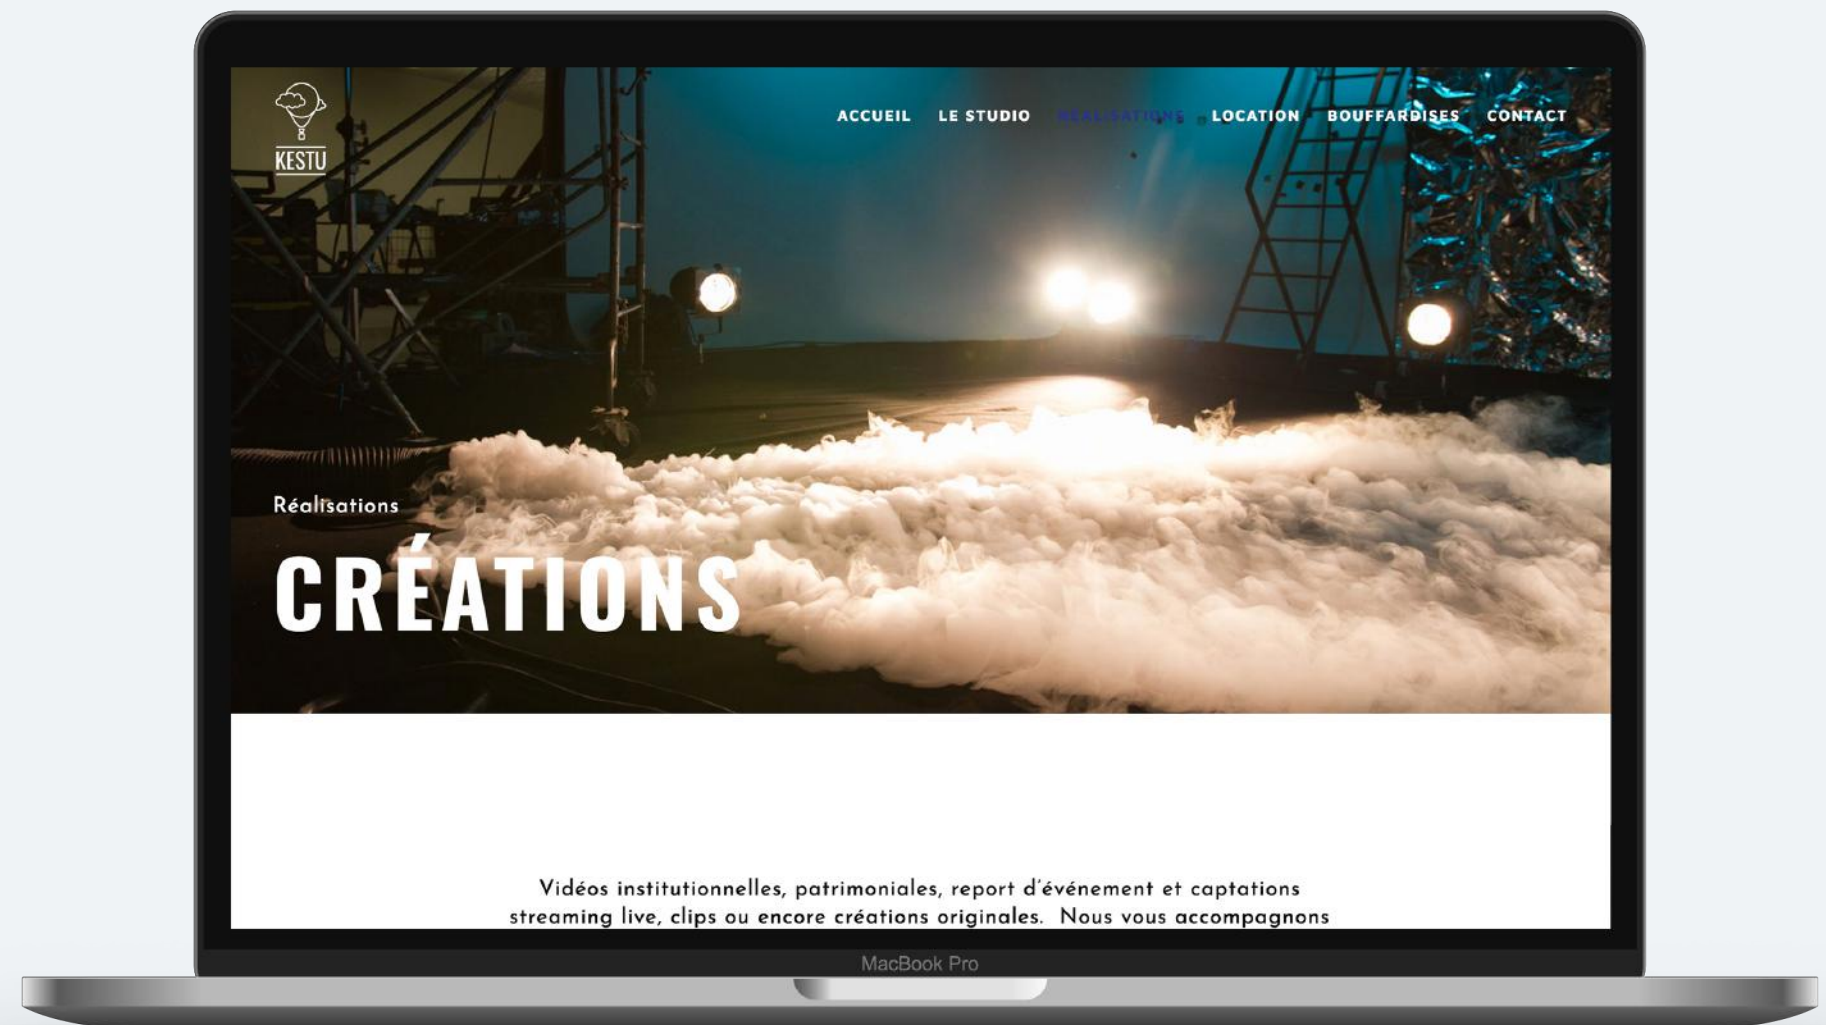 KESTU
ACCUEIL LE STUDIO RÉALISATIONS LOCATION BOUFFARDISES CONTACT
Réalisations
CRÉATIONS
Vidéos institutionnelles, patrimoniales, report d'événement et captations
streaming live, clips ou encore créations originales. Nous vous accompagnons
MacBook Pro